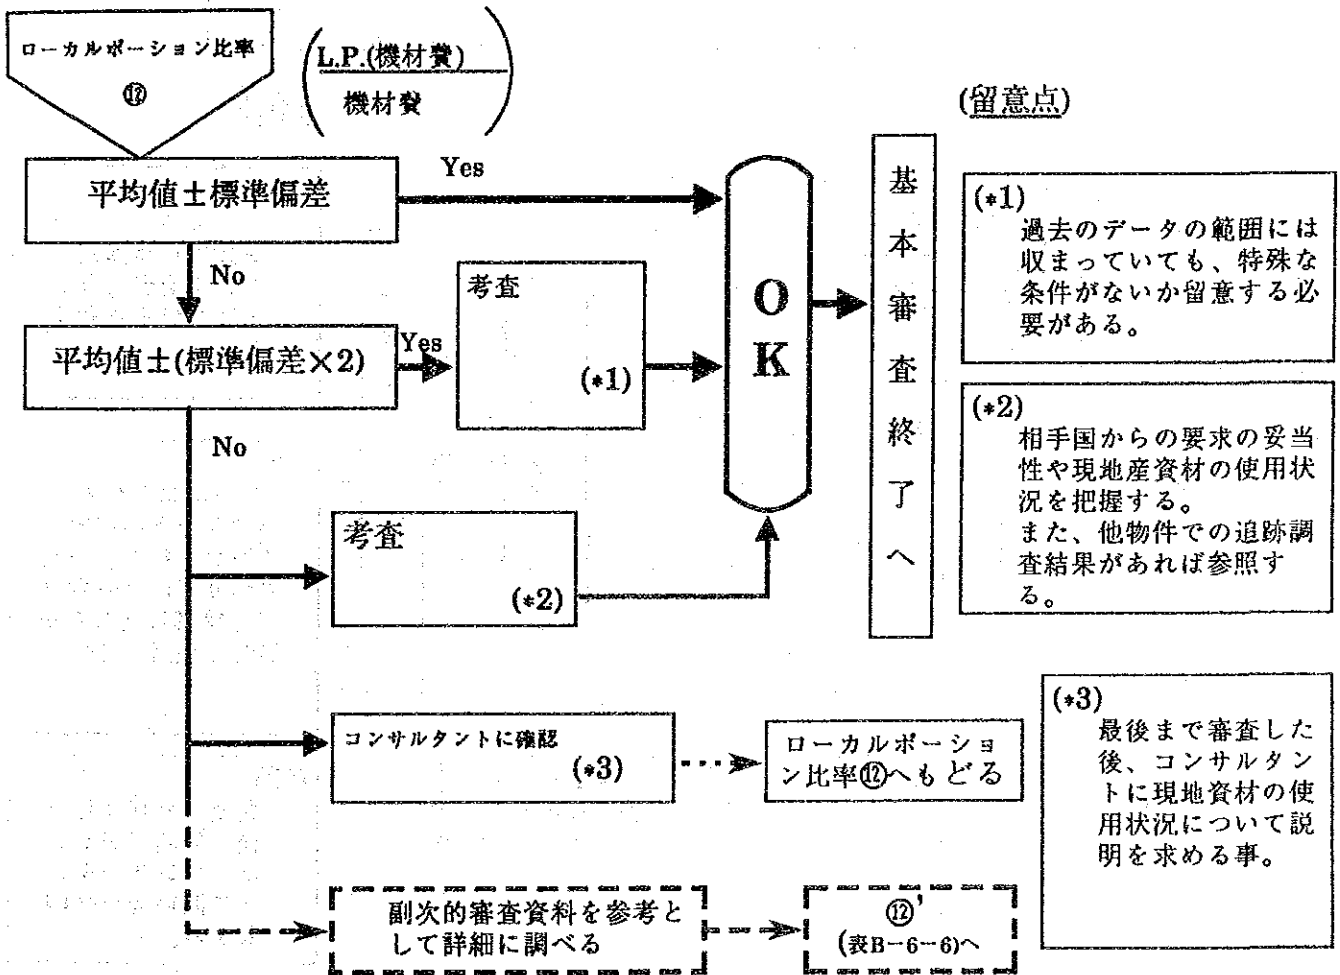 ローカルポーション比率
⑫
L.P.(機材費)
機材費
(留意点)
平均値±標準偏差
Yes
No
平均値±(標準偏差×2)
Yes
考査
(*1)
No
考査
(*2)
OK
基本審査終了へ
(*1)
過去のデータの範囲には
収まっていても、特殊な
条件がないか留意する必
要がある。
(*2)
相手国からの要求の妥当
性や現地産資材の使用状
況を把握する。
また、他物件での追跡調
査結果があれば参照す
る。
コンサルタントに確認
(*3)
ローカルポーショ
ン比率⑫へもどる
(*3)
最後まで審査した
後、コンサルタン
トに現地資材の使
用状況について説
明を求める事。
副次的審査資料を参考と
して詳細に調べる
⑫'
(表B-6-6)へ